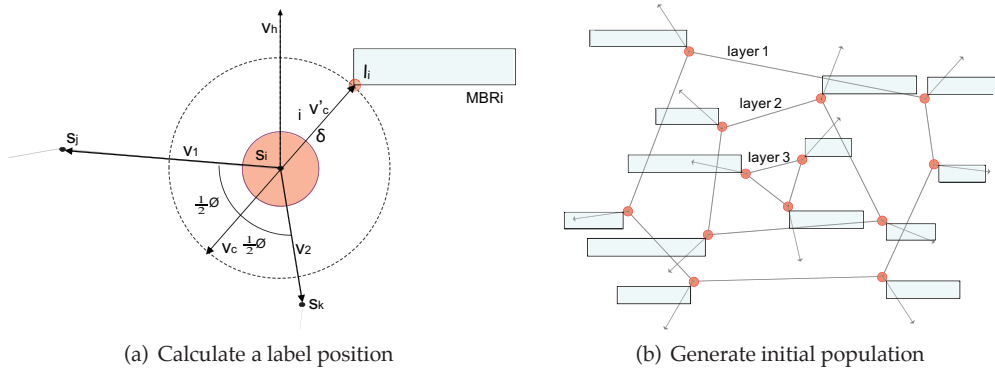 Vh
li
MBRi
i V'c
δ
Sj
V1
Si
½Ø
Vc ½Ø
V2
Sk
(a) Calculate a label position
layer 1
layer 2
layer 3
(b) Generate initial population